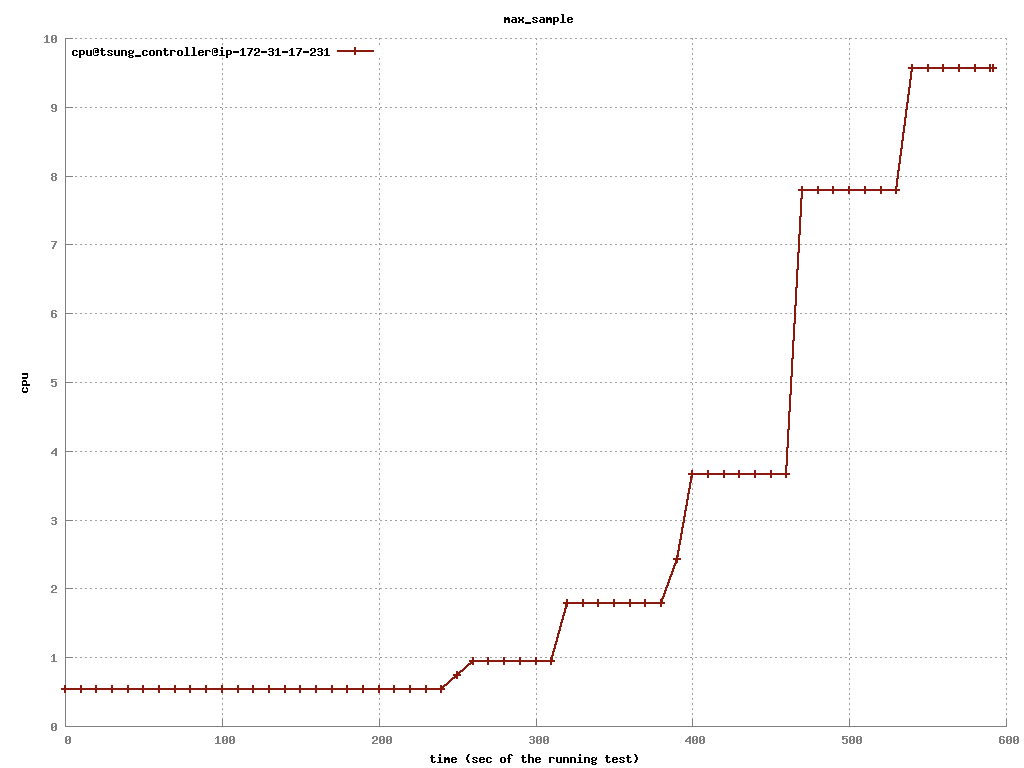 max_sample
cpu@tsung_controller@ip-172-31-17-231
10
9
8
7
6
5
4
3
2
1
0
cpu
0 100 200 300 400 500 600
time (sec of the running test)